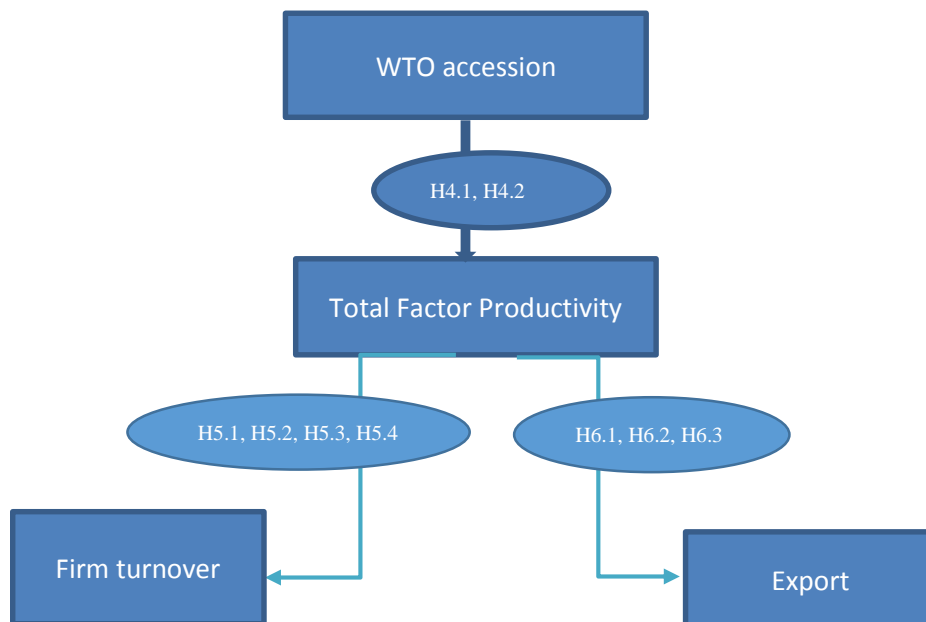 WTO accession
H4.1, H4.2
Total Factor Productivity
H5.1, H5.2, H5.3, H5.4
H6.1, H6.2, H6.3
Firm turnover
Export